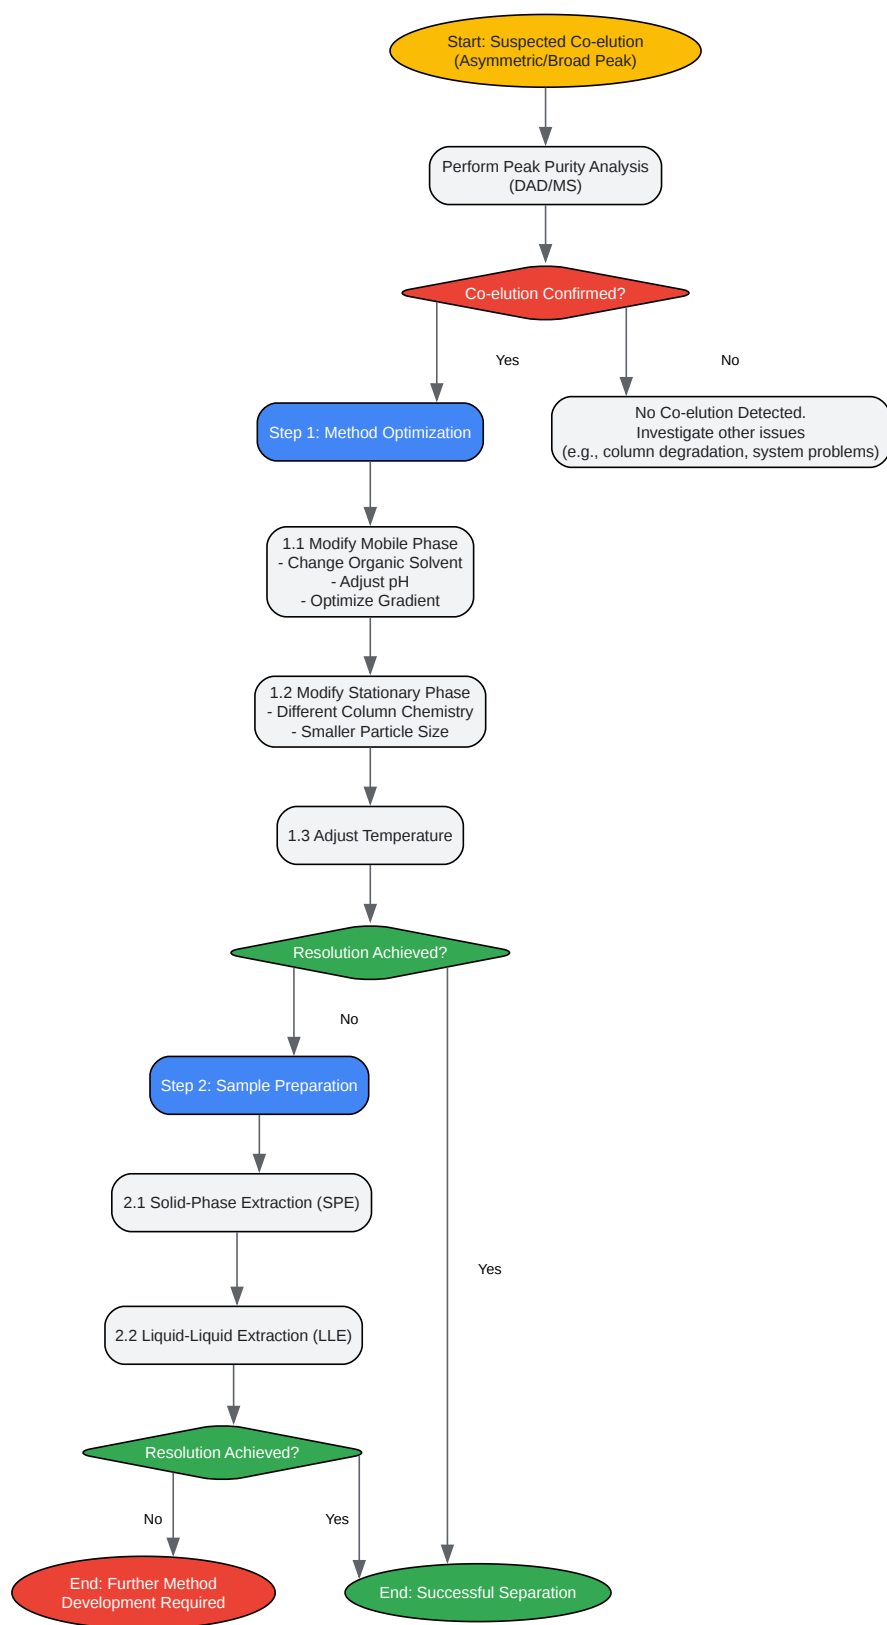 Start: Suspected Co-elution
(Asymmetric/Broad Peak)
Perform Peak Purity Analysis
(DAD/MS)
Co-elution Confirmed?
Yes
No
Step 1: Method Optimization
No Co-elution Detected.
Investigate other issues
(e.g., column degradation, system problems)
1.1 Modify Mobile Phase
- Change Organic Solvent
- Adjust pH
- Optimize Gradient
1.2 Modify Stationary Phase
- Different Column Chemistry
- Smaller Particle Size
1.3 Adjust Temperature
Resolution Achieved?
No
Step 2: Sample Preparation
2.1 Solid-Phase Extraction (SPE)
Yes
2.2 Liquid-Liquid Extraction (LLE)
Resolution Achieved?
No
Yes
End: Further Method
Development Required
End: Successful Separation